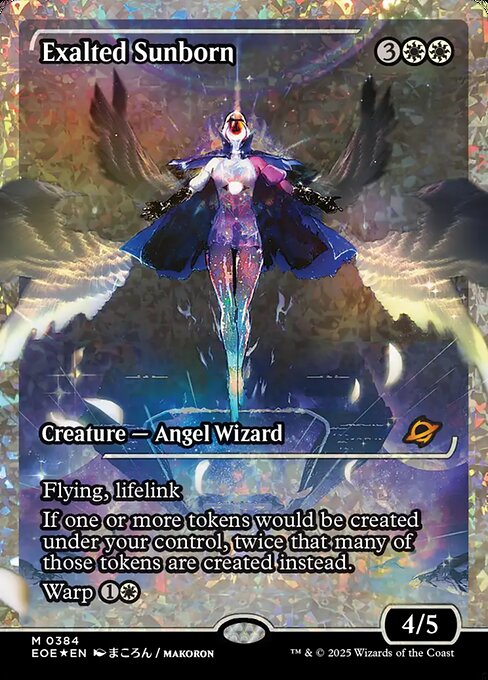 Exalted Sunborn 3
Creature — Angel Wizard
Flying, lifelink
If one or more tokens would be created
under your control, twice that many of
those tokens are created instead.
Warp 1
4/5
M 0384
EOE★EN まころん / MAKORON
™ & © 2025 Wizards of the Coast